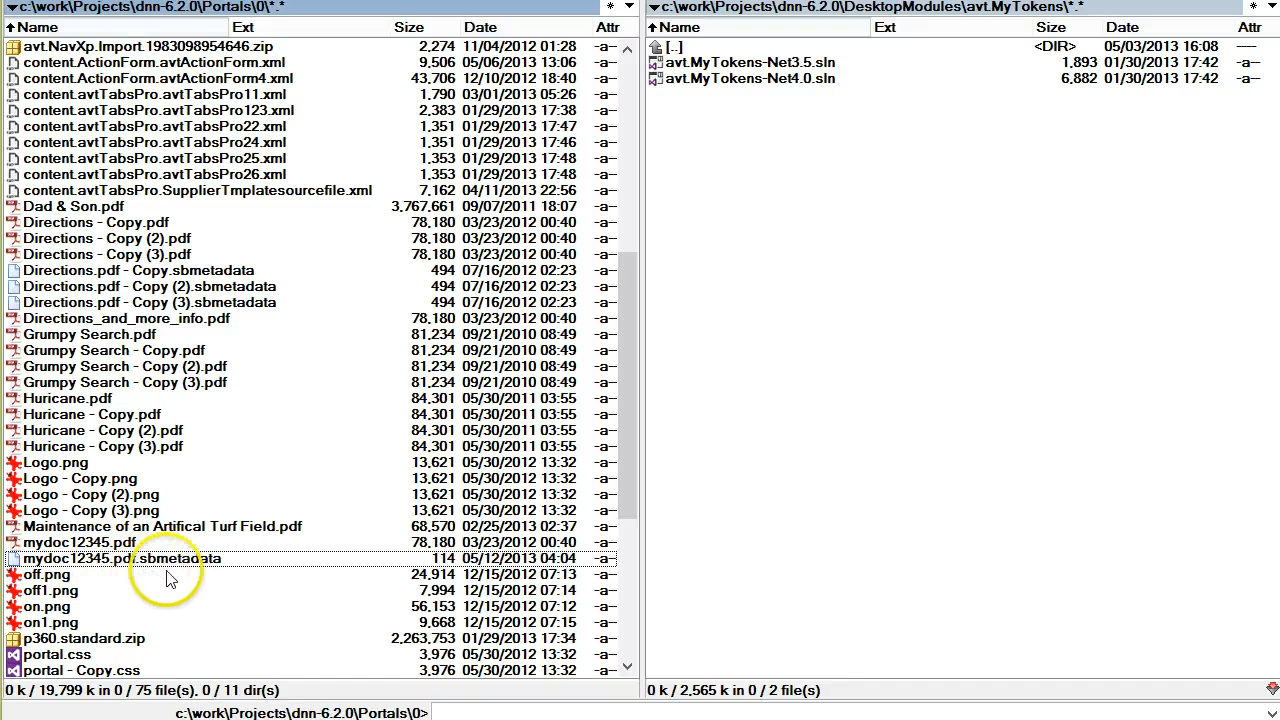 c:\work\Projects\dnn-6.2.0\Portals\0\*.* * c:\work\Projects\dnn-6.2.0\DesktopModules\avt.MyTokens\*.* *
Name Ext Size Date Attr Name Ext Size Date Attr
avt.NavXp.Import.1983098954646.zip 2,274 11/04/2012 01:28 -a-- [..] <DIR> 05/03/2013 16:08 ----
content.ActionForm.avtActionForm.xml 9,506 05/06/2013 13:06 -a-- avt.MyTokens-Net3.5.sln 1,893 01/30/2013 17:42 -a--
content.ActionForm.avtActionForm4.xml 43,706 12/10/2012 18:40 -a-- avt.MyTokens-Net4.0.sln 6,882 01/30/2013 17:42 -a--
content.avtTabsPro.avtTabsPro11.xml 1,790 03/01/2013 05:26 -a--
content.avtTabsPro.avtTabsPro123.xml 2,383 01/29/2013 17:38 -a--
content.avtTabsPro.avtTabsPro22.xml 1,351 01/29/2013 17:47 -a--
content.avtTabsPro.avtTabsPro24.xml 1,351 01/29/2013 17:46 -a--
content.avtTabsPro.avtTabsPro25.xml 1,353 01/29/2013 17:48 -a--
content.avtTabsPro.avtTabsPro26.xml 1,353 01/29/2013 17:48 -a--
content.avtTabsPro.SupplierTmplatesourcefile.xml 7,162 04/11/2013 22:56 -a--
Dad & Son.pdf 3,767,661 09/07/2011 18:07 -a--
Directions - Copy.pdf 78,180 03/23/2012 00:40 -a--
Directions - Copy (2).pdf 78,180 03/23/2012 00:40 -a--
Directions - Copy (3).pdf 78,180 03/23/2012 00:40 -a--
Directions.pdf - Copy.sbmetadata 494 07/16/2012 02:23 -a--
Directions.pdf - Copy (2).sbmetadata 494 07/16/2012 02:23 -a--
Directions.pdf - Copy (3).sbmetadata 494 07/16/2012 02:23 -a--
Directions_and_more_info.pdf 78,180 03/23/2012 00:40 -a--
Grumpy Search.pdf 81,234 09/21/2010 08:49 -a--
Grumpy Search - Copy.pdf 81,234 09/21/2010 08:49 -a--
Grumpy Search - Copy (2).pdf 81,234 09/21/2010 08:49 -a--
Grumpy Search - Copy (3).pdf 81,234 09/21/2010 08:49 -a--
Huricane.pdf 84,301 05/30/2011 03:55 -a--
Huricane - Copy.pdf 84,301 05/30/2011 03:55 -a--
Huricane - Copy (2).pdf 84,301 05/30/2011 03:55 -a--
Huricane - Copy (3).pdf 84,301 05/30/2011 03:55 -a--
Logo.png 13,621 05/30/2012 13:32 -a--
Logo - Copy.png 13,621 05/30/2012 13:32 -a--
Logo - Copy (2).png 13,621 05/30/2012 13:32 -a--
Logo - Copy (3).png 13,621 05/30/2012 13:32 -a--
Maintenance of an Artifical Turf Field.pdf 68,570 02/25/2013 02:37 -a--
mydoc12345.pdf 78,180 03/23/2012 00:40 -a--
mydoc12345.pdf.sbmetadata 114 05/12/2013 04:04 -a--
off.png 24,914 12/15/2012 07:13 -a--
off1.png 7,994 12/15/2012 07:14 -a--
on.png 56,153 12/15/2012 07:12 -a--
on1.png 9,668 12/15/2012 07:15 -a--
p360.standard.zip 2,263,753 01/29/2013 17:34 -a--
portal.css 3,976 05/30/2012 13:32 -a--
portal - Copy.css 3,976 05/30/2012 13:32 -a--
0 k / 19,799 k in 0 / 75 file(s), 0 / 11 dir(s) 0 k / 2,565 k in 0 / 2 file(s)
c:\work\Projects\dnn-6.2.0\Portals\0>